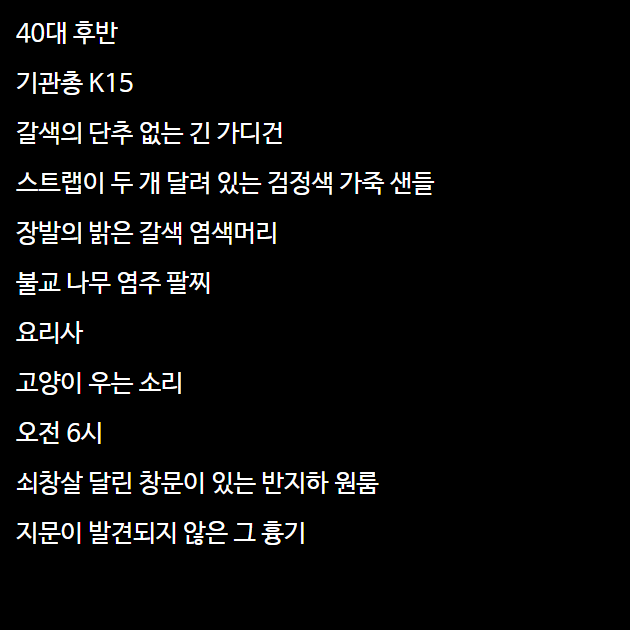 40대 후반
기관총 K15
갈색의 단추 없는 긴 가디건
스트랩이 두 개 달려 있는 검정색 가죽 샌들
장발의 밝은 갈색 염색머리
불교 나무 염주 팔찌
요리사
고양이 우는 소리
오전 6시
쇠창살 달린 창문이 있는 반지하 원룸
지문이 발견되지 않은 그 흉기